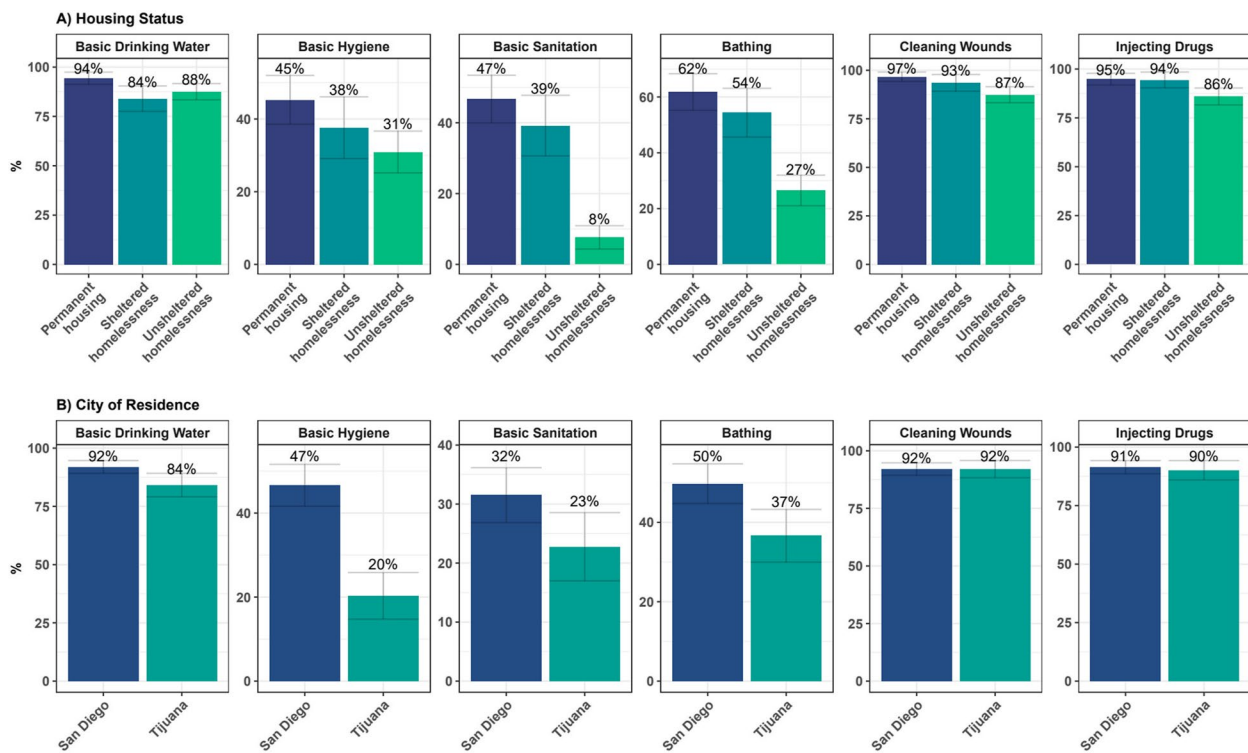 A) Housing Status
Basic Drinking Water
Basic Hygiene
Basic Sanitation
Bathing
Cleaning Wounds
Injecting Drugs
%
100
75
50
25
0
94%
84%
88%
Permanent
housing
Sheltered
homelessness
Unsheltered
homelessness
40
20
0
45%
38%
31%
Permanent
housing
Sheltered
homelessness
Unsheltered
homelessness
40
20
0
47%
39%
8%
Permanent
housing
Sheltered
homelessness
Unsheltered
homelessness
60
40
20
0
62%
54%
27%
Permanent
housing
Sheltered
homelessness
Unsheltered
homelessness
100
75
50
25
0
97%
93%
87%
Permanent
housing
Sheltered
homelessness
Unsheltered
homelessness
100
75
50
25
0
95%
94%
86%
Permanent
housing
Sheltered
homelessness
Unsheltered
homelessness
B) City of Residence
Basic Drinking Water
Basic Hygiene
Basic Sanitation
Bathing
Cleaning Wounds
Injecting Drugs
%
100
75
50
25
0
92%
84%
San Diego
Tijuana
40
20
0
47%
20%
San Diego
Tijuana
40
30
20
10
0
32%
23%
San Diego
Tijuana
40
20
0
50%
37%
San Diego
Tijuana
100
75
50
25
0
92%
92%
San Diego
Tijuana
100
75
50
25
0
91%
90%
San Diego
Tijuana